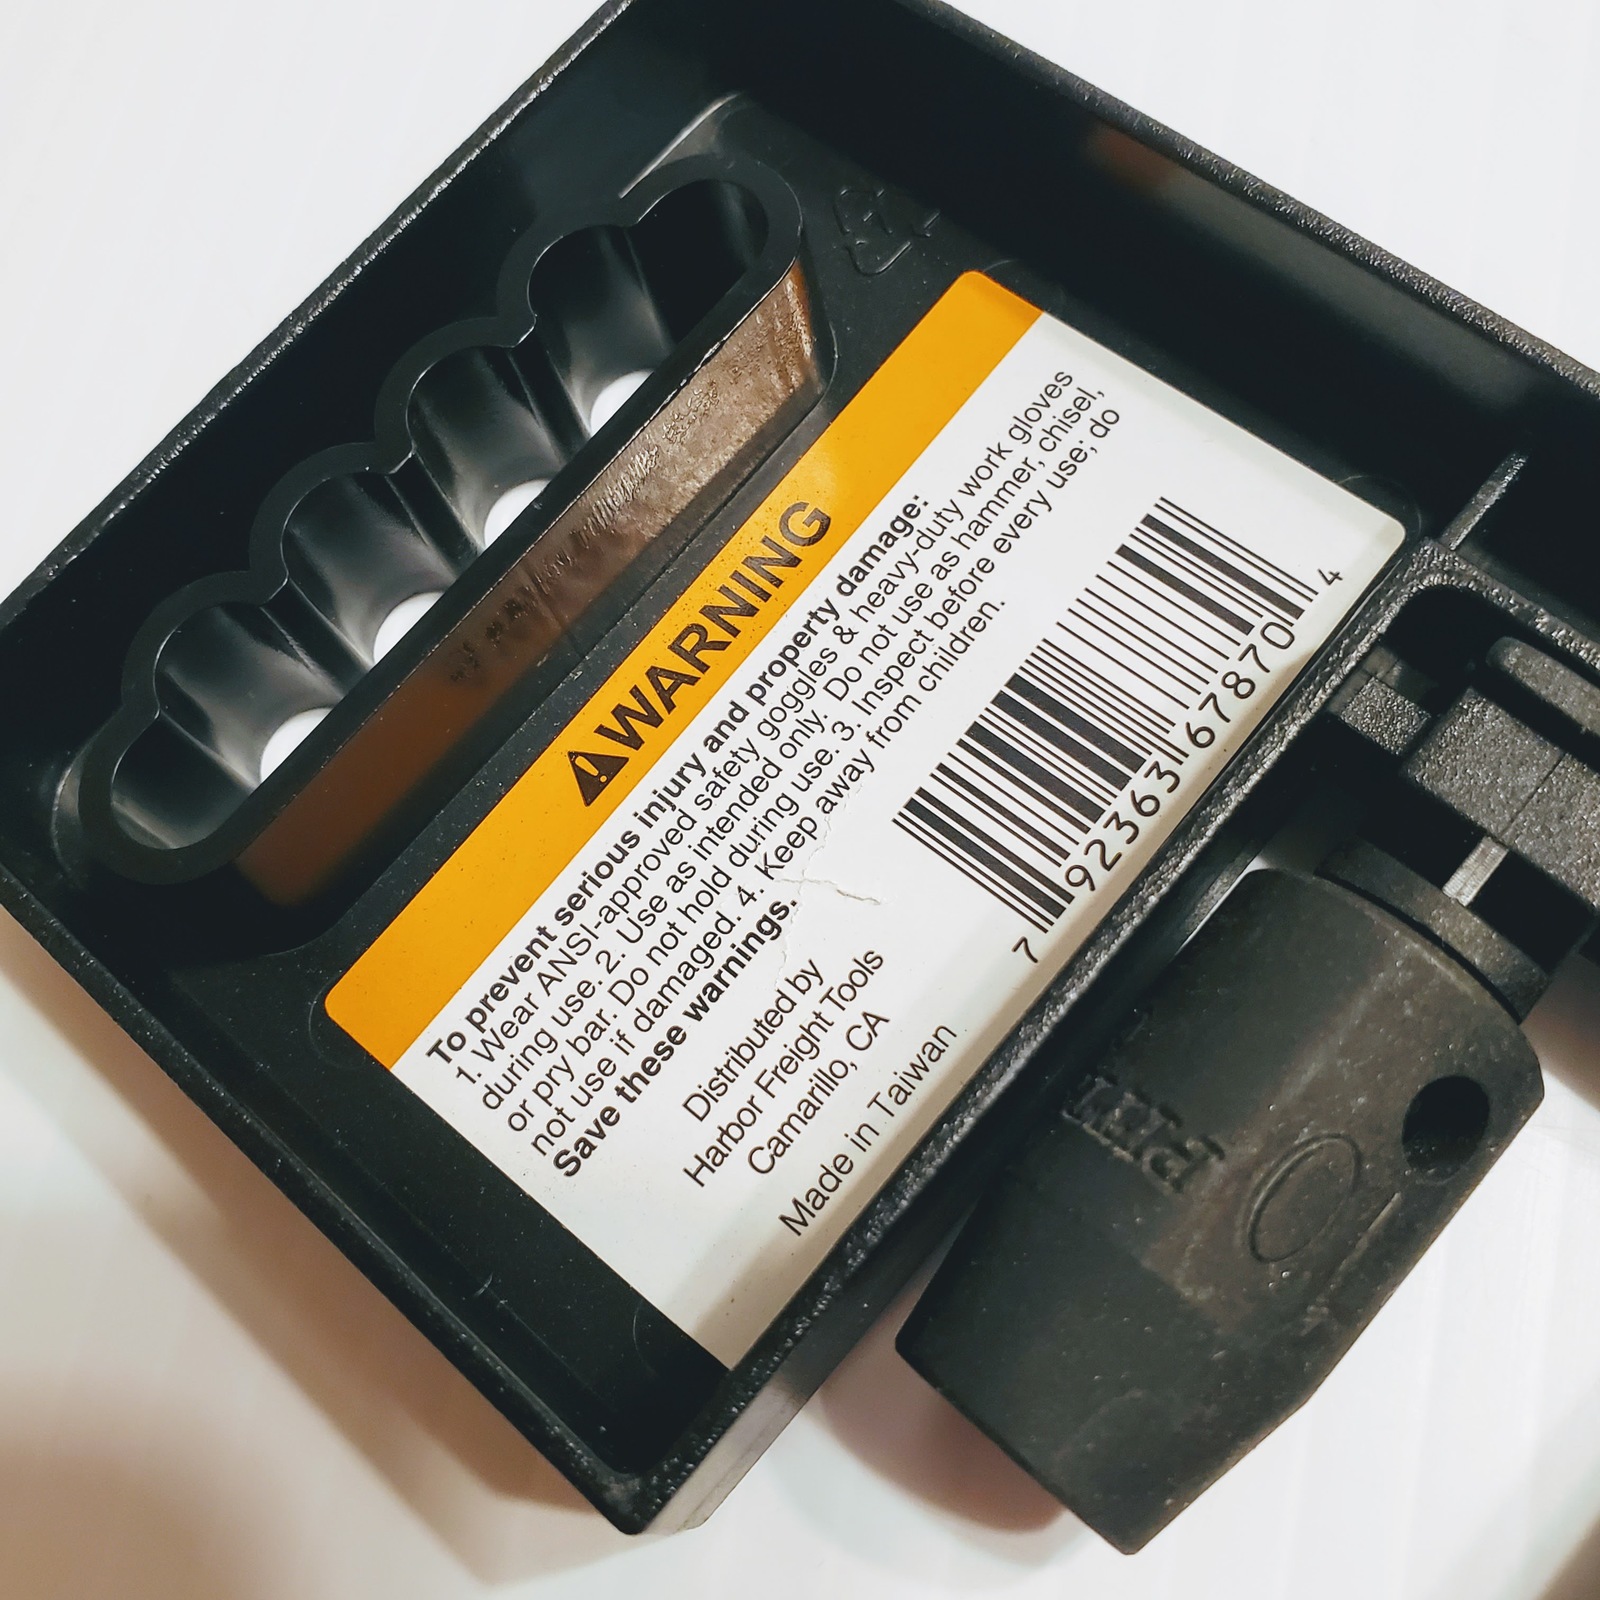 ⚠WARNING
To prevent serious injury and property damage:
1. Wear ANSI-approved safety goggles & heavy-duty work gloves
during use. 2. Use as intended only. Do not use as hammer, chisel,
or pry bar. Do not hold during use. 3. Inspect before every use; do
not use if damaged. 4. Keep away from children.
Save these warnings.
Distributed by
Harbor Freight Tools
Camarillo, CA
Made in Taiwan
7 92363 67870 4